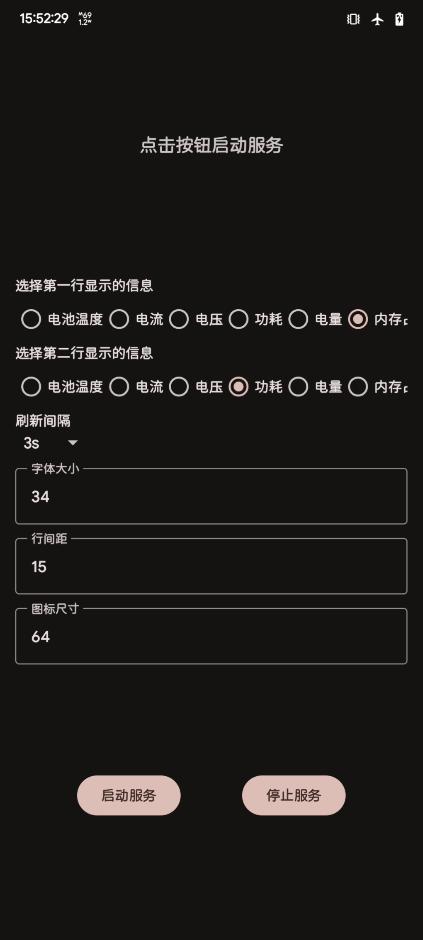 15:52:29 M69
1.2W
点击按钮启动服务
选择第一行显示的信息
电池温度 电流 电压 功耗 电量 内存
选择第二行显示的信息
电池温度 电流 电压 功耗 电量 内存
刷新间隔
3s
字体大小
34
行间距
15
图标尺寸
64
启动服务 停止服务